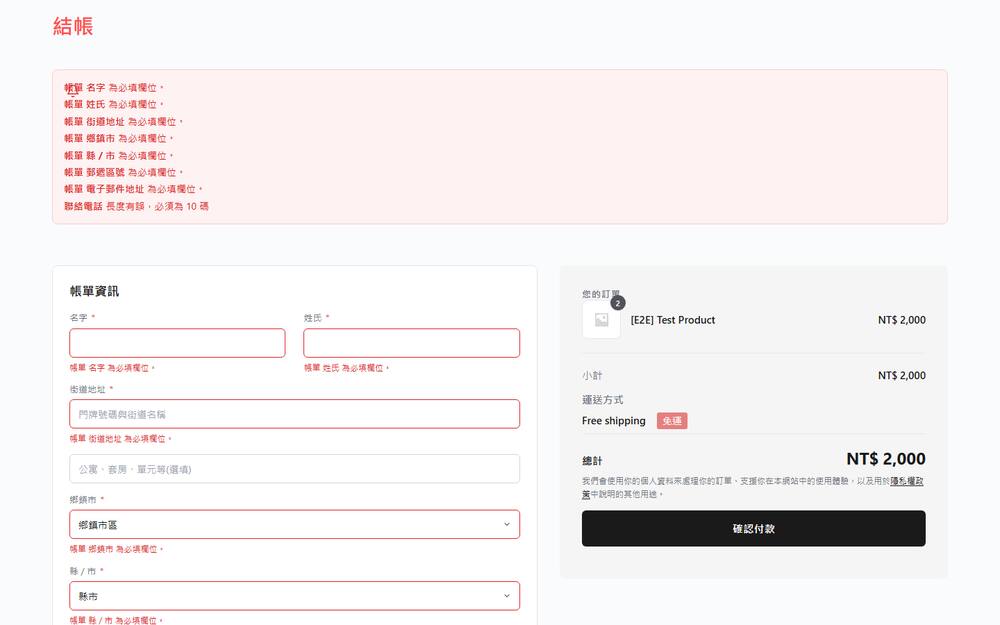 結帳
帳單 名字 為必填欄位。
帳單 姓氏 為必填欄位。
帳單 街道地址 為必填欄位。
帳單 鄉鎮市 為必填欄位。
帳單 縣 / 市 為必填欄位。
帳單 郵遞區號 為必填欄位。
帳單 電子郵件地址 為必填欄位。
聯絡電話 長度有誤，必須為 10 碼
帳單資訊
名字 *
姓氏 *
帳單 名字 為必填欄位。
帳單 姓氏 為必填欄位。
街道地址 *
門牌號碼與街道名稱
帳單 街道地址 為必填欄位。
公寓、套房、單元等(選填)
鄉鎮市 *
鄉鎮市區
帳單 鄉鎮市 為必填欄位。
縣 / 市 *
縣市
帳單 縣 / 市 為必填欄位。
您的訂單
2
[E2E] Test Product
NT$ 2,000
小計
NT$ 2,000
運送方式
Free shipping
免運
總計
NT$ 2,000
我們會使用你的個人資料來處理你的訂單、支援你在本網站中的使用體驗，以及用於隱私權政
策中說明的其他用途。
確認付款